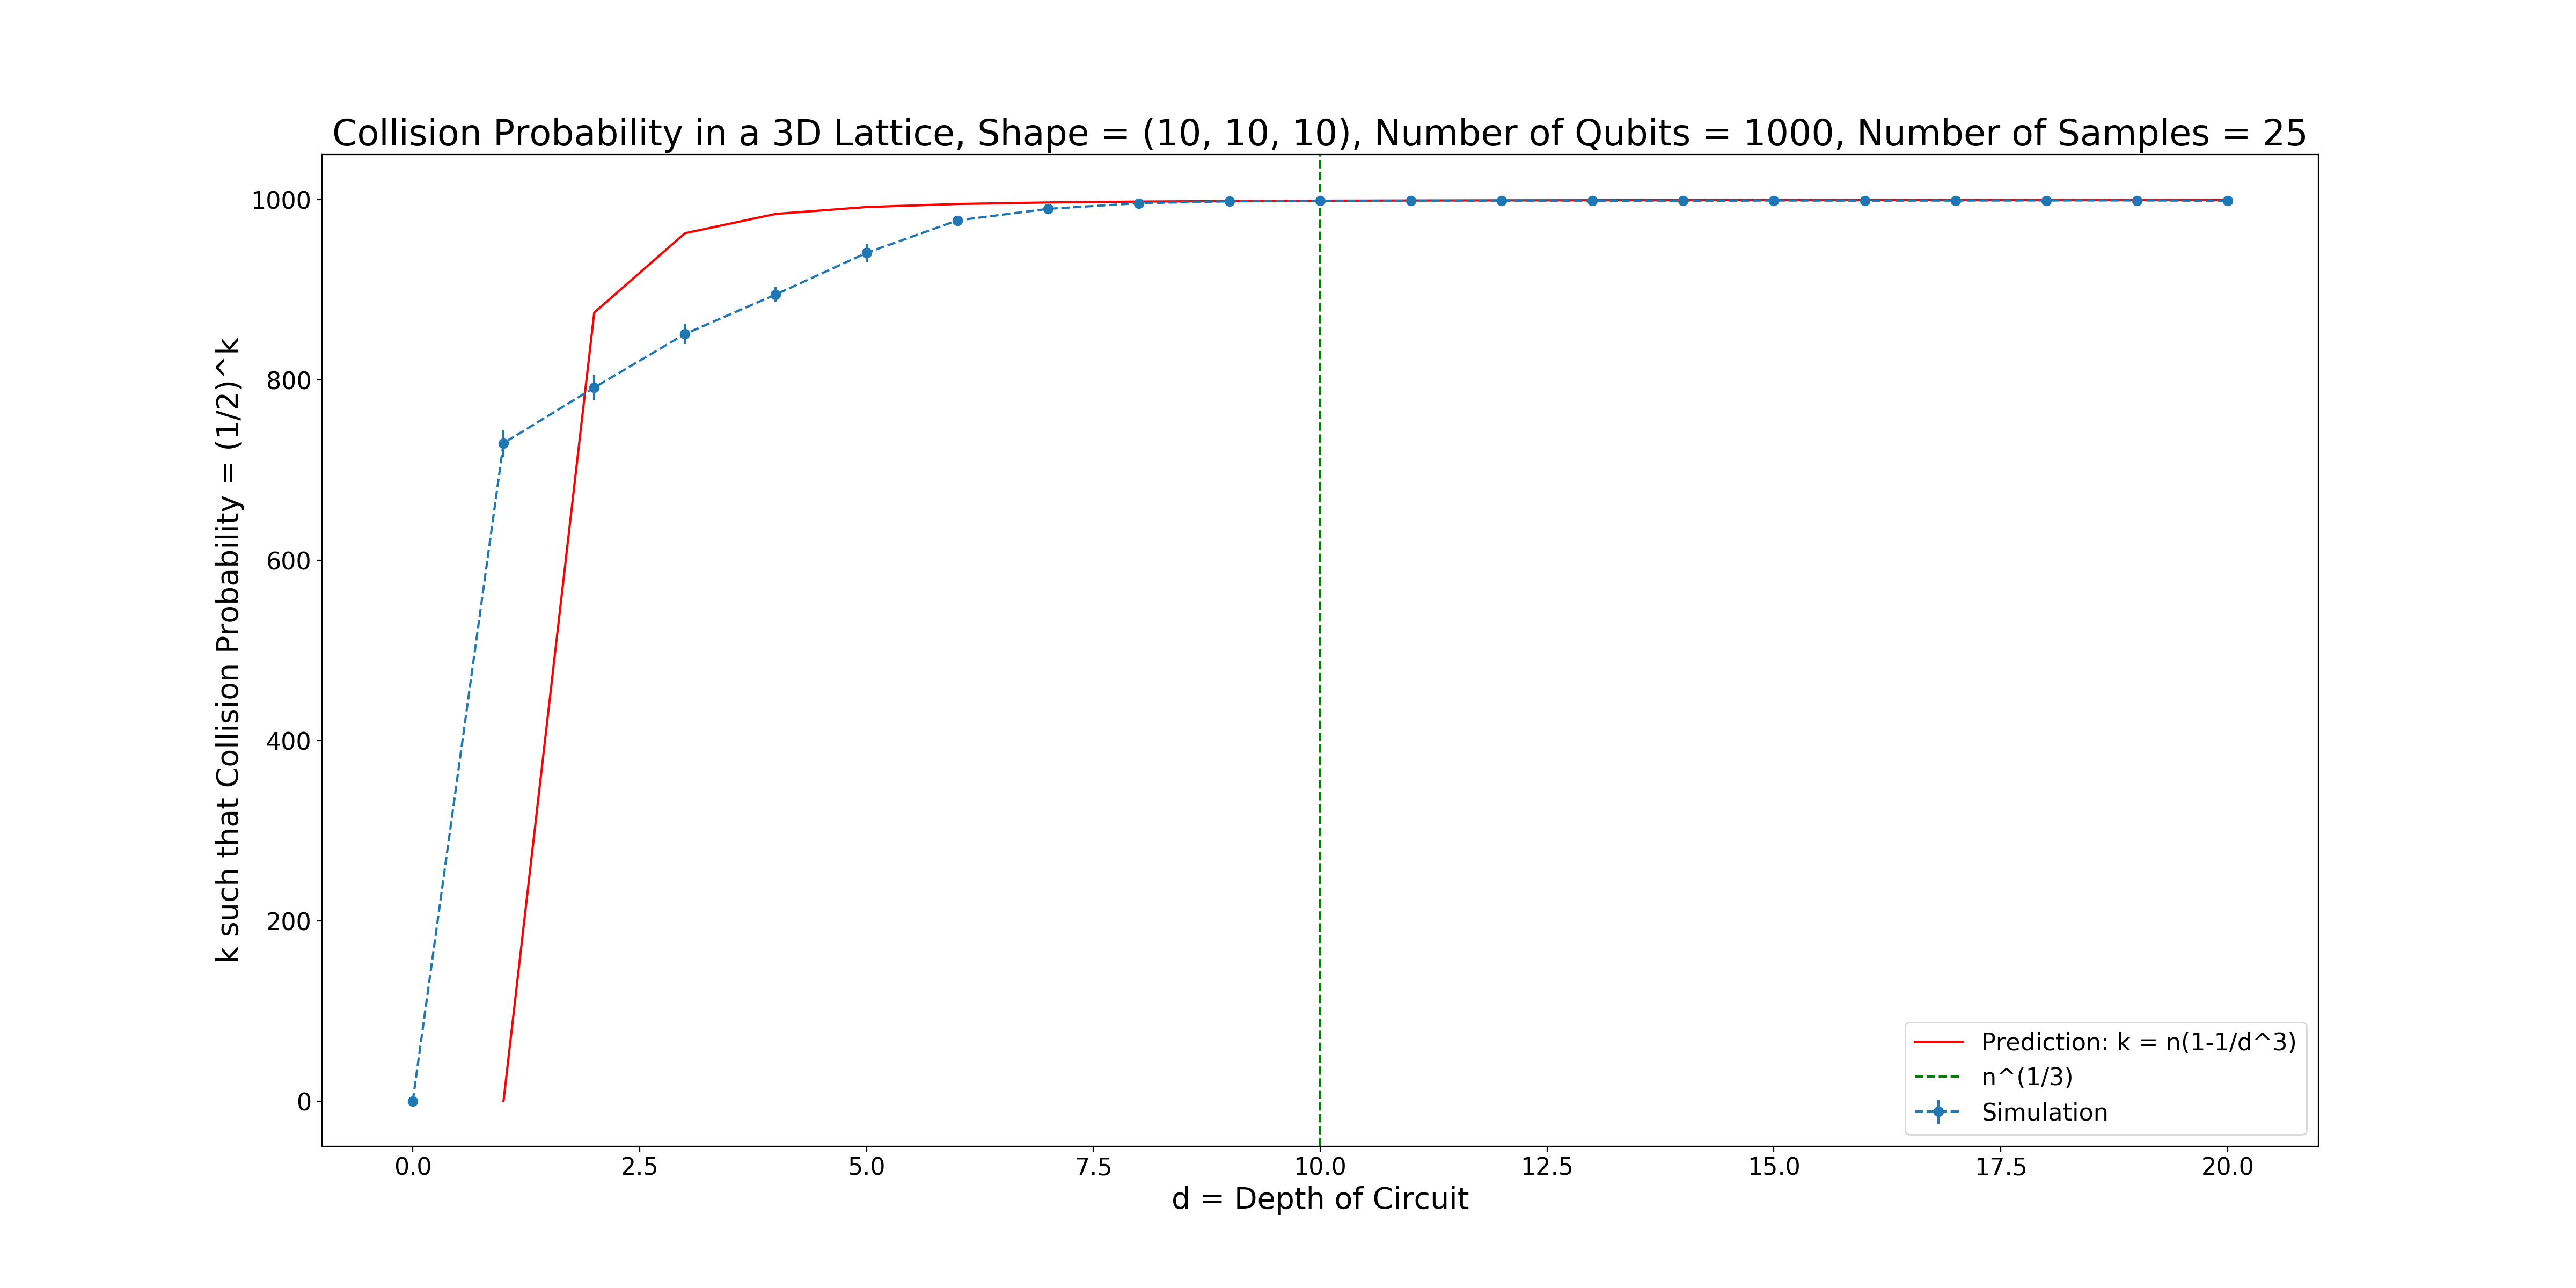 Collision Probability in a 3D Lattice, Shape = (10, 10, 10), Number of Qubits = 1000, Number of Samples = 25
k such that Collision Probability = (1/2)^k
1000
800
600
400
200
0
Prediction: k = n(1-1/d^3)
n^(1/3)
Simulation
0.0 2.5 5.0 7.5 10.0 12.5 15.0 17.5 20.0
d = Depth of Circuit